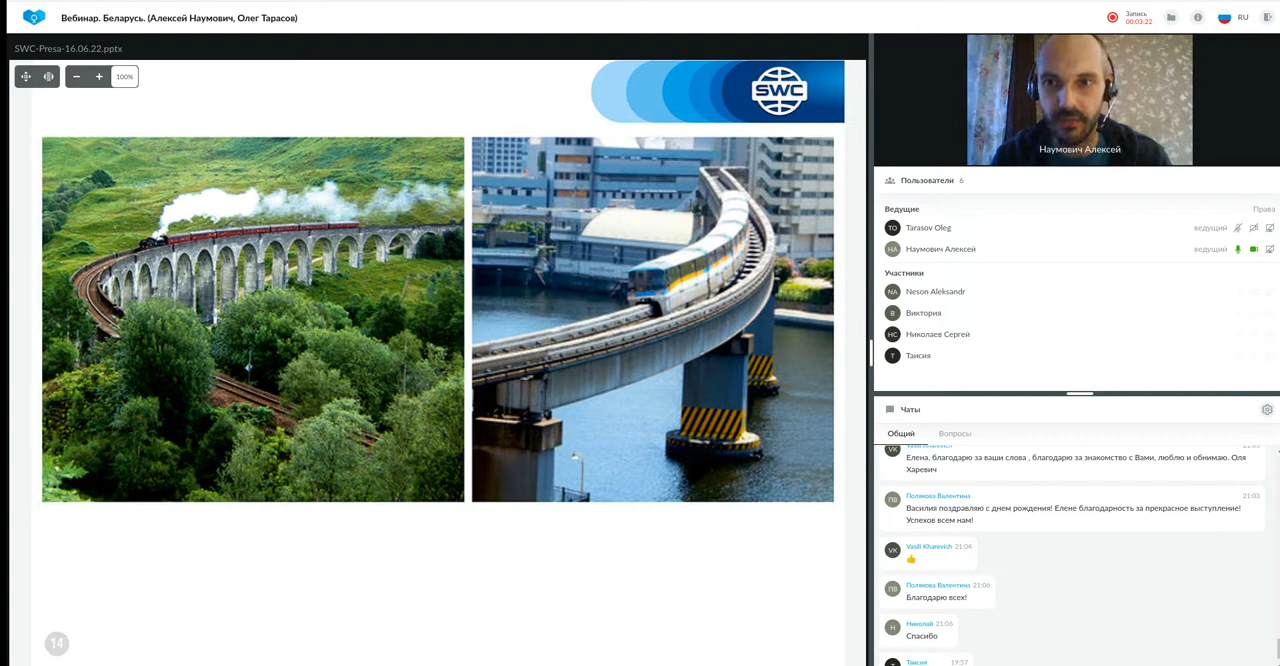 Вебинар. Беларусь. (Алексей Наумович, Олег Тарасов)
Запись
00:03:22
RU
SWC-Presa-16.06.22.pptx
100%
SWC
14
Наумович Алексей
Пользователи 6
Ведущие
Права
TO Tarasov Oleg ведущий
НА Наумович Алексей ведущий
Участники
NA Neson Aleksandr
В Виктория
НС Николаев Сергей
Т Таисия
Чаты
Общий Вопросы
VK Vasili Kharevich
Елена, благодарю за ваши слова , благодарю за знакомство с Вами, люблю и обнимаю. Оля
Харевич
ПВ Полякова Валентина 21:03
Василия поздравляю с днем рождения! Елене благодарность за прекрасное выступление!
Успехов всем нам!
VK Vasili Kharevich 21:04
👍
ПВ Полякова Валентина 21:06
Благодарю всех!
Н Николай 21:06
Спасибо
Т Таисия 19:57